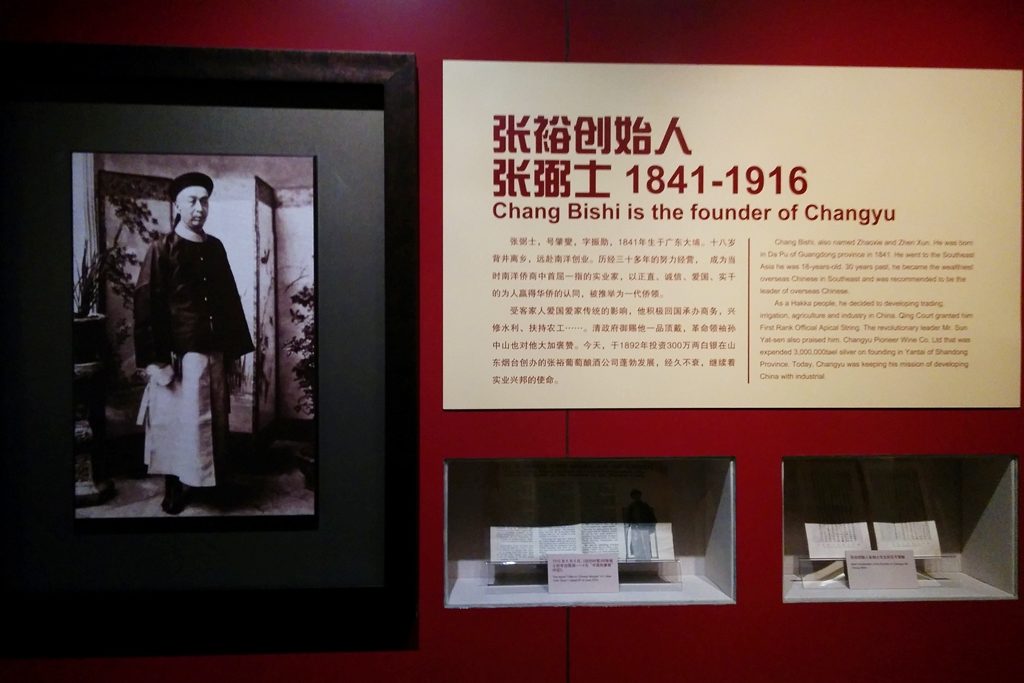 张裕创始人
张弼士 1841-1916
Chang Bishi is the founder of Changyu
张弼士，号肇燮，字振勋，1841年生于广东大埔。十八岁
背井离乡，远赴南洋创业。历经三十多年的努力经营， 成为当
时南洋侨商中首屈一指的实业家，以正直、诚信、爱国、实干
的为人赢得华侨的认同，被推举为一代侨领。
受客家人爱国爱家传统的影响，他积极回国承办商务，兴
修水利，扶持农工……。清政府御赐他一品顶戴，革命领袖孙
中山也对他大加褒赞。今天，于1892年投资300万两白银在山
东烟台创办的张裕葡萄酿酒公司蓬勃发展，经久不衰，继续着
实业兴邦的使命。
Chang Bishi, also named Zhaoxie and Zhen Xun. He was born
in Da Pu of Guangdong province in 1841. He went to the Southeast
Asia he was 18-years-old. 30 years past, he became the wealthiest
overseas Chinese in Southeast and was recommended to be the
leader of overseas Chinese.
As a Hakka people, he decided to developing trading,
irrigation, agriculture and industry in China. Qing Court granted him
First Rank Official Apical String. The revolutionary leader Mr. Sun
Yat-sen also praised him. Changyu Pioneer Wine Co. Ltd that was
expended 3,000,000tael silver on founding in Yantai of Shandong
Province. Today, Changyu was keeping his mission of developing
China with industrial.